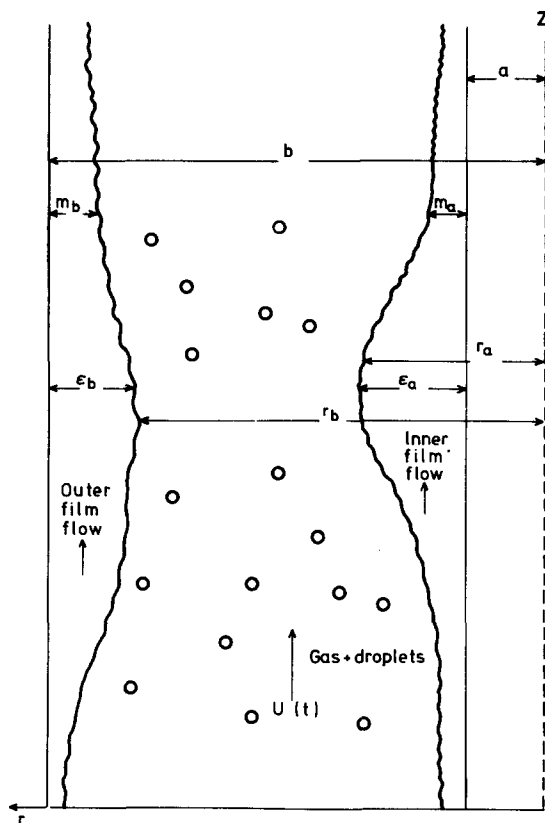 Z
a
b
m_b
m_a
r_a
ε_b
ε_a
r_b
Inner
film
flow
Outer
film
flow
Gas + droplets
U (t)
r